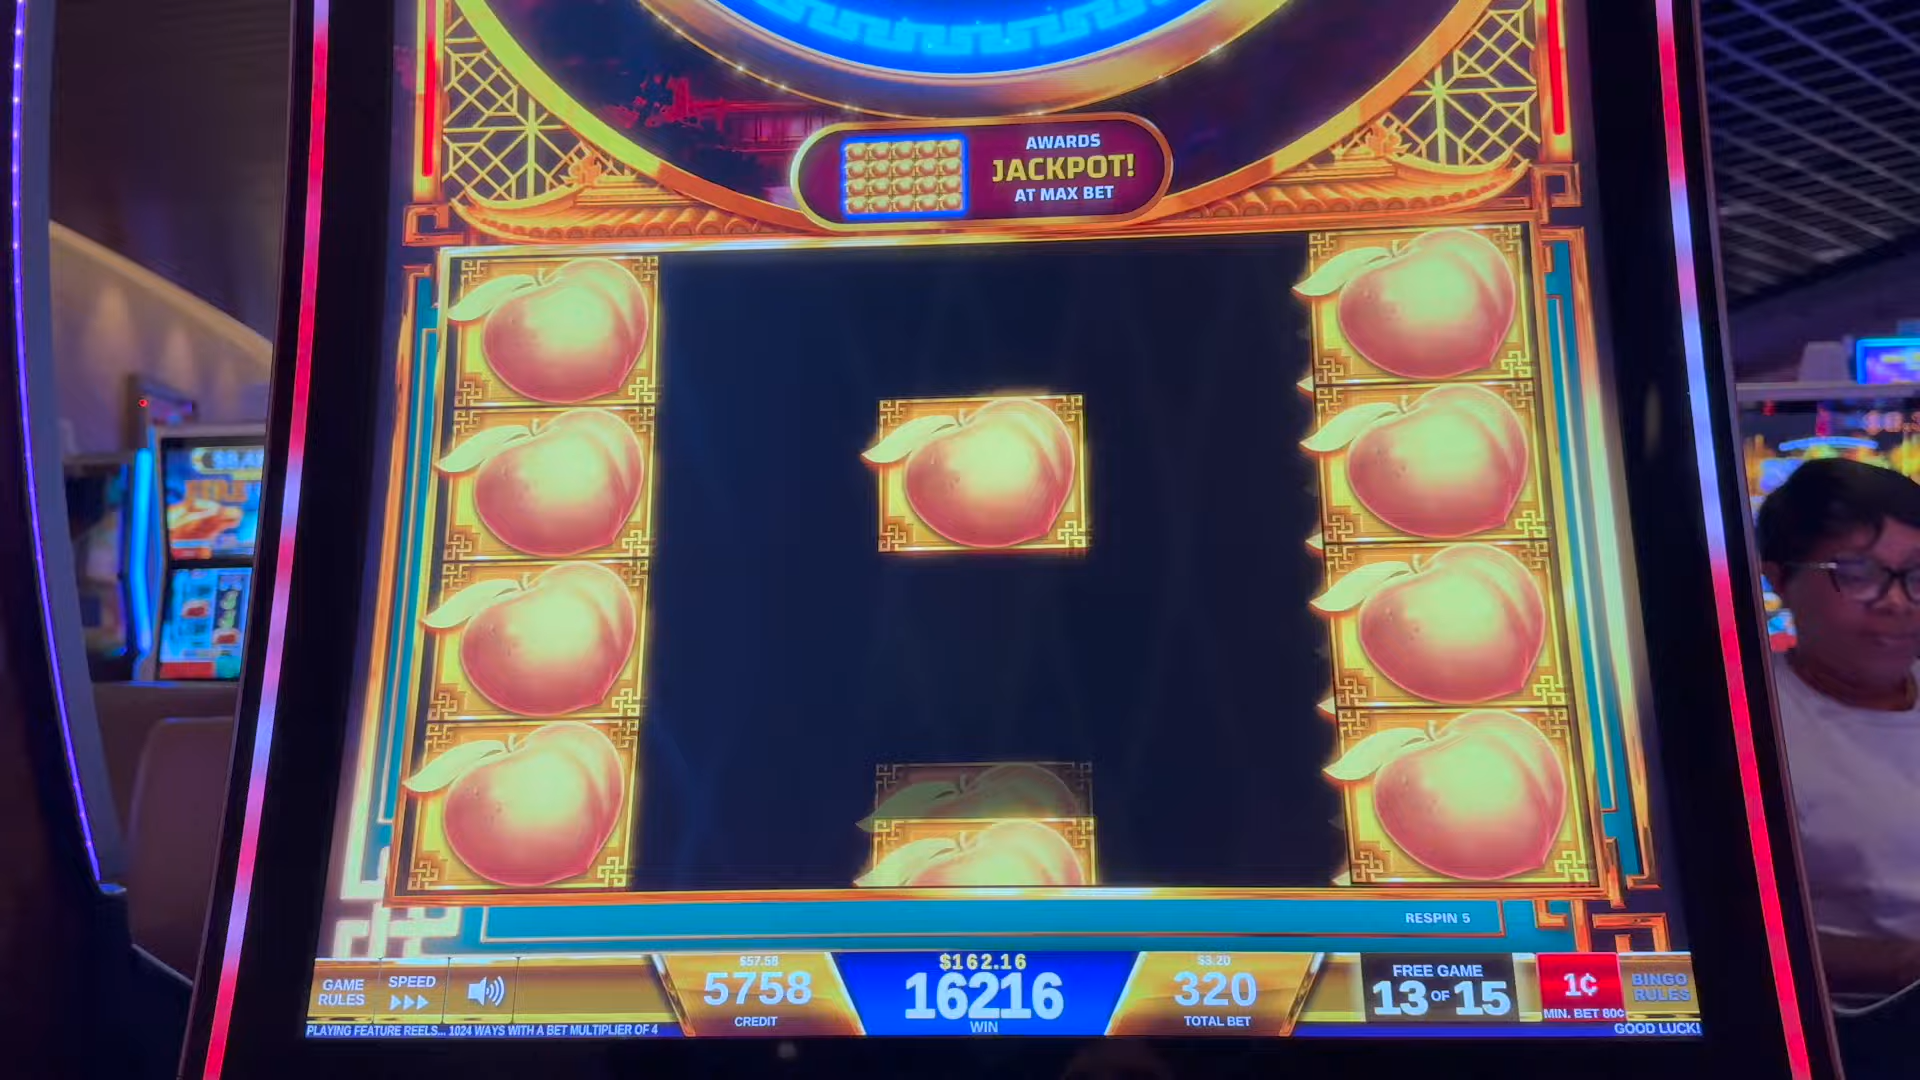 AWARDS
JACKPOT!
AT MAX BET
RESPIN 5
GAME
RULES
SPEED
$57.58
5758
CREDIT
$162.16
16216
WIN
$3.20
320
TOTAL BET
FREE GAME
13 OF 15
1¢
MIN. BET 80¢
BINGO
RULES
PLAYING FEATURE REELS... 1024 WAYS WITH A BET MULTIPLIER OF 4
GOOD LUCK!